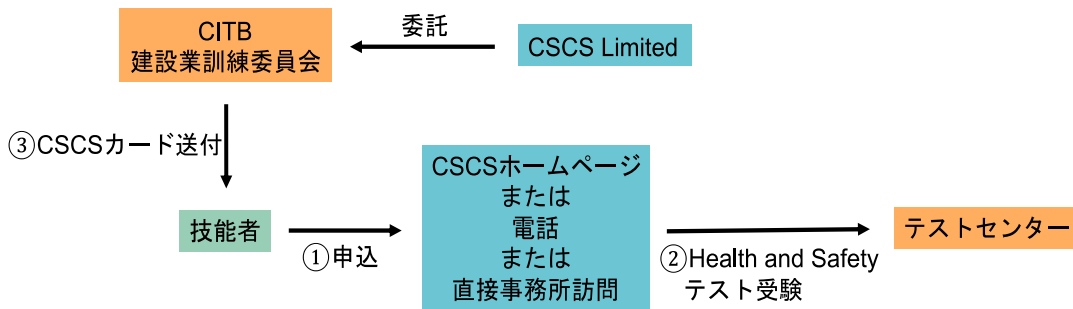 CITB
建設業訓練委員会
委託
CSCS Limited
③CSCSカード送付
技能者
①申込
CSCSホームページ
または
電話
または
直接事務所訪問
②Health and Safety
テスト受験
テストセンター